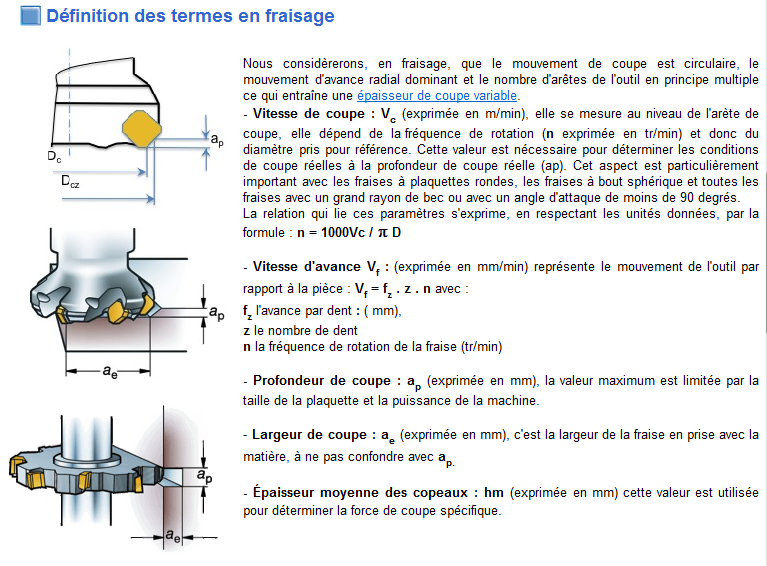 Définition des termes en fraisage
Nous considèrerons, en fraisage, que le mouvement de coupe est circulaire, le
mouvement d'avance radial dominant et le nombre d'arêtes de l'outil en principe multiple
ce qui entraîne une épaisseur de coupe variable.
- Vitesse de coupe : Vc (exprimée en m/min), elle se mesure au niveau de l'arète de
coupe, elle dépend de la fréquence de rotation (n exprimée en tr/min) et donc du
diamètre pris pour référence. Cette valeur est nécessaire pour déterminer les conditions
de coupe réelles à la profondeur de coupe réelle (ap). Cet aspect est particulièrement
important avec les fraises à plaquettes rondes, les fraises à bout sphérique et toutes les
fraises avec un grand rayon de bec ou avec un angle d'attaque de moins de 90 degrés.
La relation qui lie ces paramètres s'exprime, en respectant les unités données, par la
formule : n = 1000Vc / π D
- Vitesse d'avance Vf : (exprimée en mm/min) représente le mouvement de l'outil par
rapport à la pièce : Vf = fz . z . n avec :
fz l'avance par dent : ( mm),
z le nombre de dent
n la fréquence de rotation de la fraise (tr/min)
- Profondeur de coupe : ap (exprimée en mm), la valeur maximum est limitée par la
taille de la plaquette et la puissance de la machine.
- Largeur de coupe : ae (exprimée en mm), c'est la largeur de la fraise en prise avec la
matière, à ne pas confondre avec ap.
- Épaisseur moyenne des copeaux : hm (exprimée en mm) cette valeur est utilisée
pour déterminer la force de coupe spécifique.
ap
Dc
Dcz
ap
ae
ap
ae